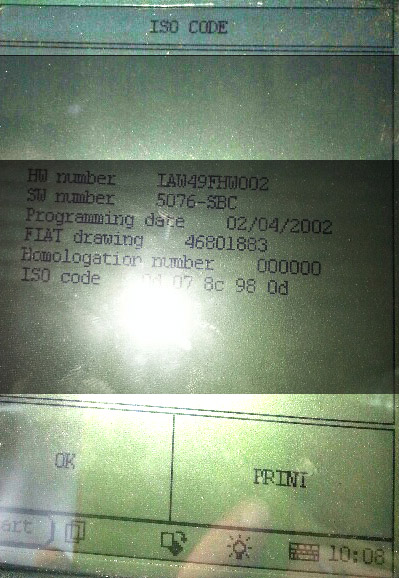 ISO CODE
HW number IAW49FHW002
SW number 5076-SBC
Programming date 02/04/2002
FIAT drawing 46801883
Homologation number 000000
ISO code 07 8c 98 0d
OK
PRINT
art
10:08